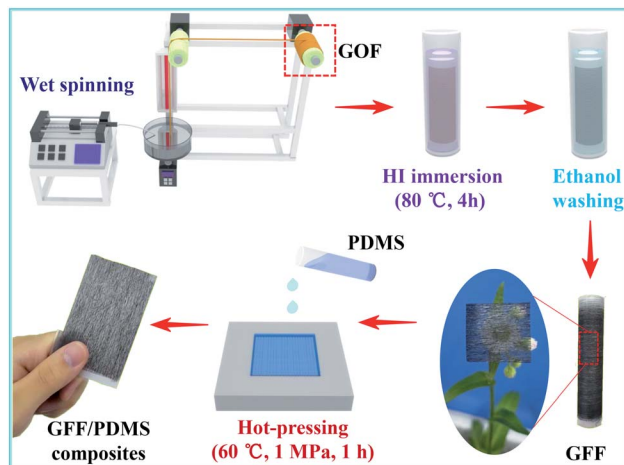 Wet spinning
GOF
HI immersion
(80 ℃, 4h)
Ethanol
washing
PDMS
GFF/PDMS
composites
Hot-pressing
(60 ℃, 1 MPa, 1 h)
GFF